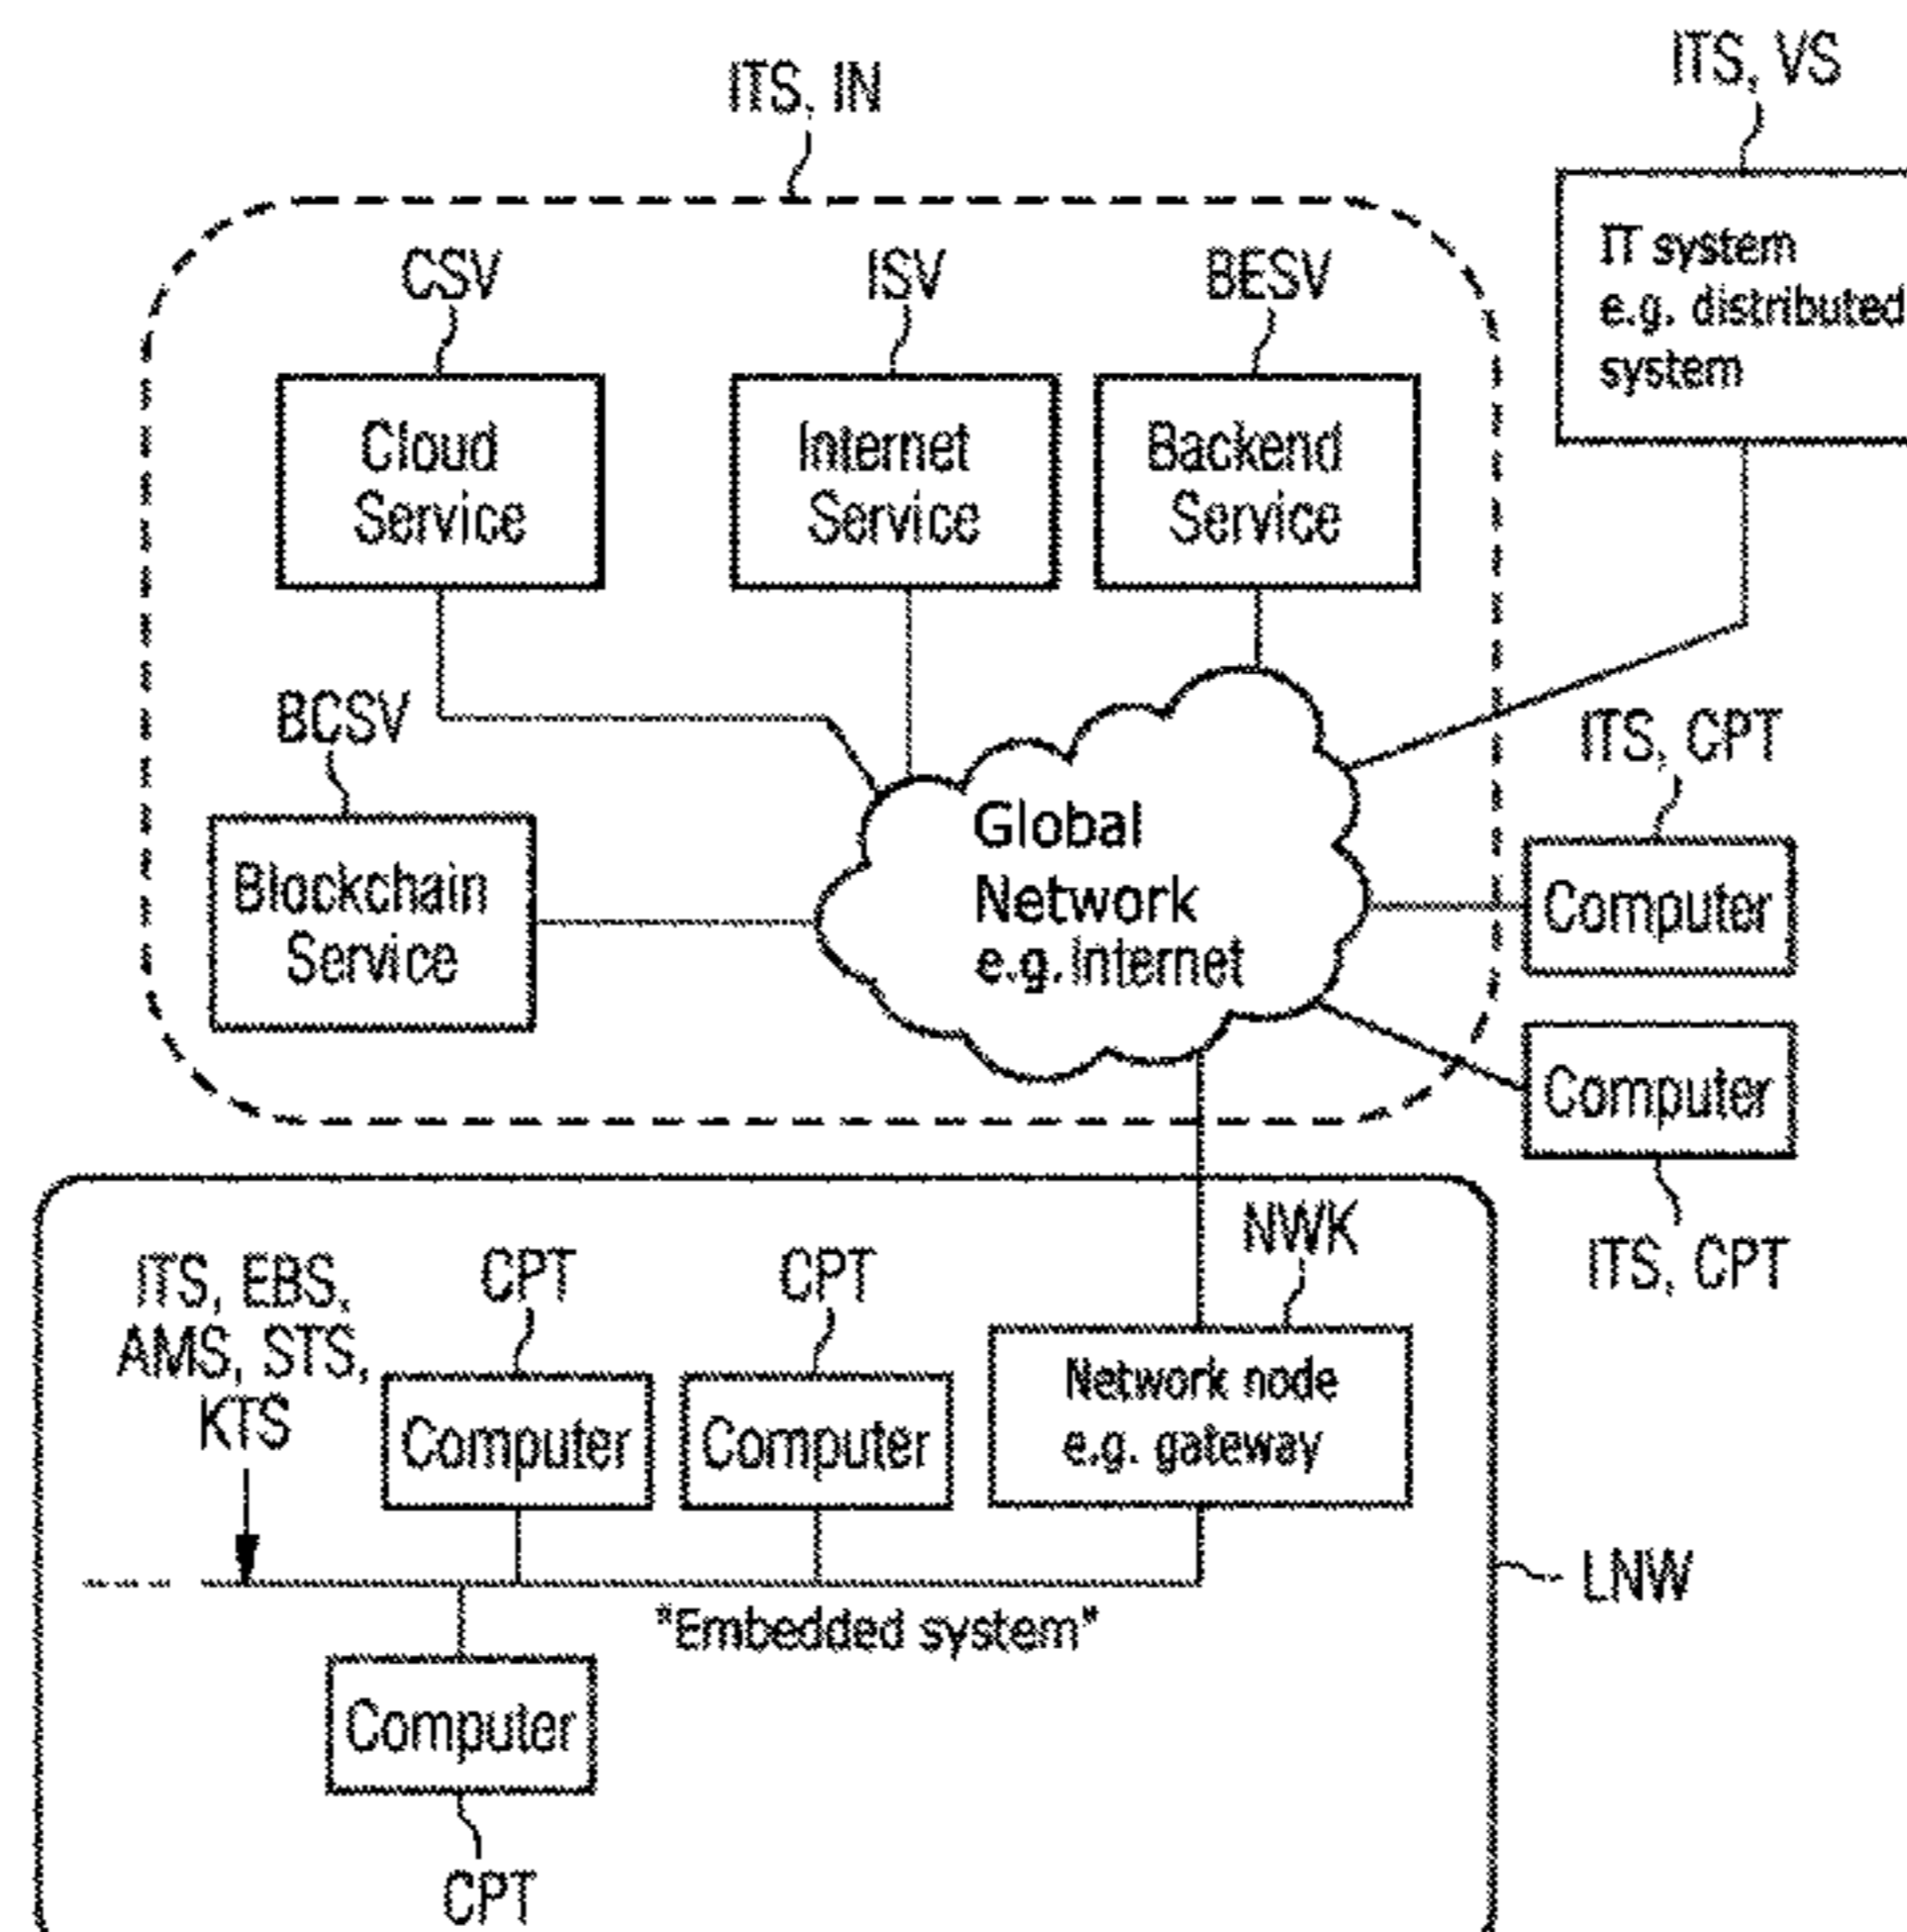 ITS, IN
ITS, VS
IT system
e.g. distributed
system
CSV
ISV
BESV
Cloud
Service
Internet
Service
Backend
Service
BCSV
Blockchain
Service
Global
Network
e.g. Internet
ITS, CPT
Computer
Computer
ITS, CPT
NWK
ITS, EBS,
AMS, STS,
KTS
CPT
CPT
Computer
Computer
Network node
e.g. gateway
LNW
"Embedded system"
Computer
CPT